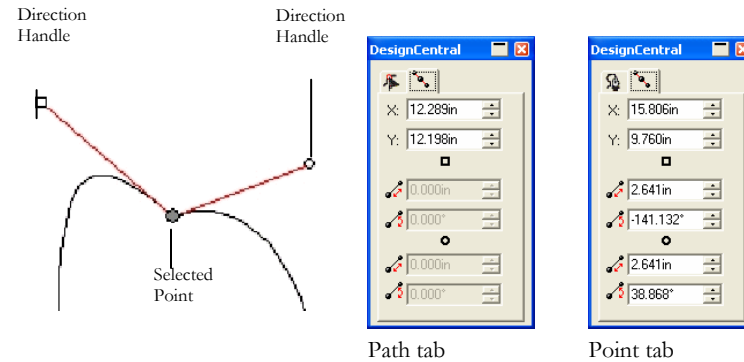 Direction
Handle
Direction
Handle
Selected
Point
DesignCentral
X: 12.289in
Y: 12.198in
0.000in
0.000°
0.000in
0.000°
Path tab
DesignCentral
X: 15.806in
Y: 9.760in
2.641in
-141.132°
2.641in
38.868°
Point tab